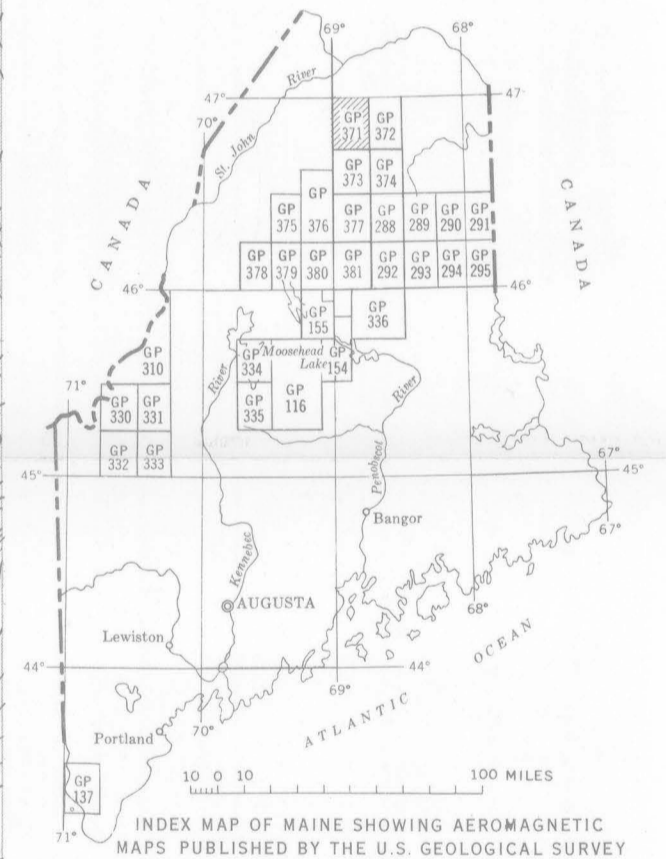 69°
68°
River
47°
47°
70°
St. John
GP 371
GP 372
CANADA
CANADA
GP 373
GP 374
GP 375
GP 376
GP 377
GP 288
GP 289
GP 290
GP 291
GP 378
GP 379
GP 380
GP 381
GP 292
GP 293
GP 294
GP 295
46°
46°
GP 155
GP 336
GP 310
GP 334
Moosehead
Lake
GP 154
71°
River
River
GP 330
GP 331
GP 335
GP 116
GP 332
GP 333
67°
45°
45°
Penobscot
67°
Bangor
Kennebec
AUGUSTA
68°
Lewiston
OCEAN
44°
44°
69°
70°
ATLANTIC
Portland
GP 137
10 0 10
100 MILES
71°
INDEX MAP OF MAINE SHOWING AEROMAGNETIC
MAPS PUBLISHED BY THE U.S. GEOLOGICAL SURVEY